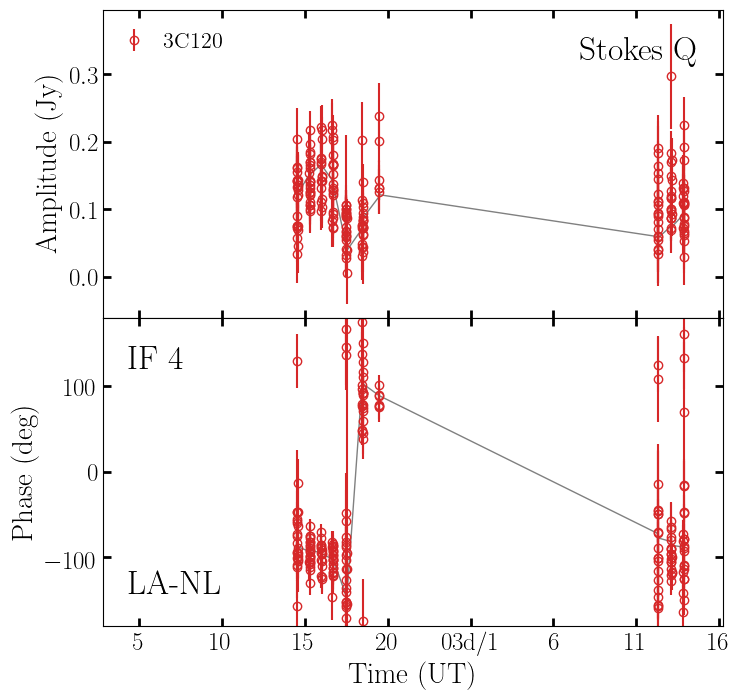 3C120
Stokes Q
Amplitude (Jy)
0.3
0.2
0.1
0.0
IF 4
LA-NL
Phase (deg)
100
0
−100
5 10 15 20 03d/1 6 11 16
Time (UT)